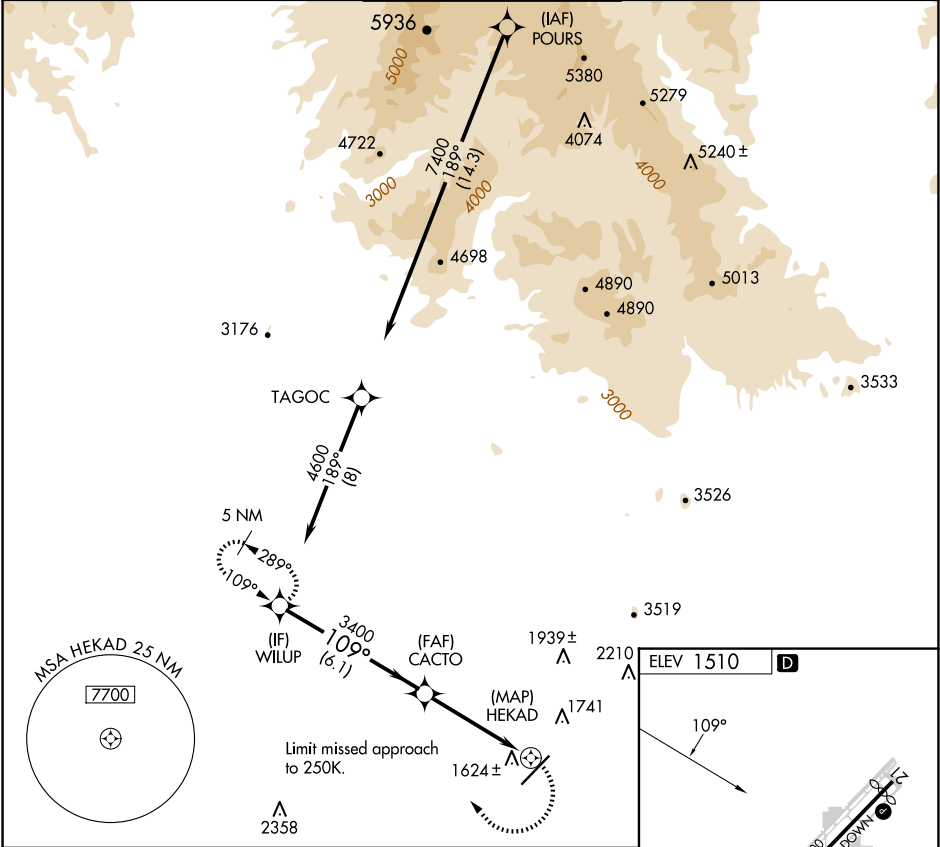 5936
(IAF)
POURS
5000
5380
5279
4074
4722
5240 ±
7400
189°
(14.3)
3000
4000
4000
4698
4890
5013
4890
3176
3533
TAGOC
3000
4600
189°
(8)
3526
5 NM
289°
109°
3519
(IF)
WILUP
3400
109°
(6.1)
(FAF)
CACTO
1939 ±
2210
MSA HEKAD 25 NM
7700
ELEV 1510
D
(MAP)
HEKAD
1741
109°
Limit missed approach
to 250K.
1624 ±
2358
21
P
DOWN